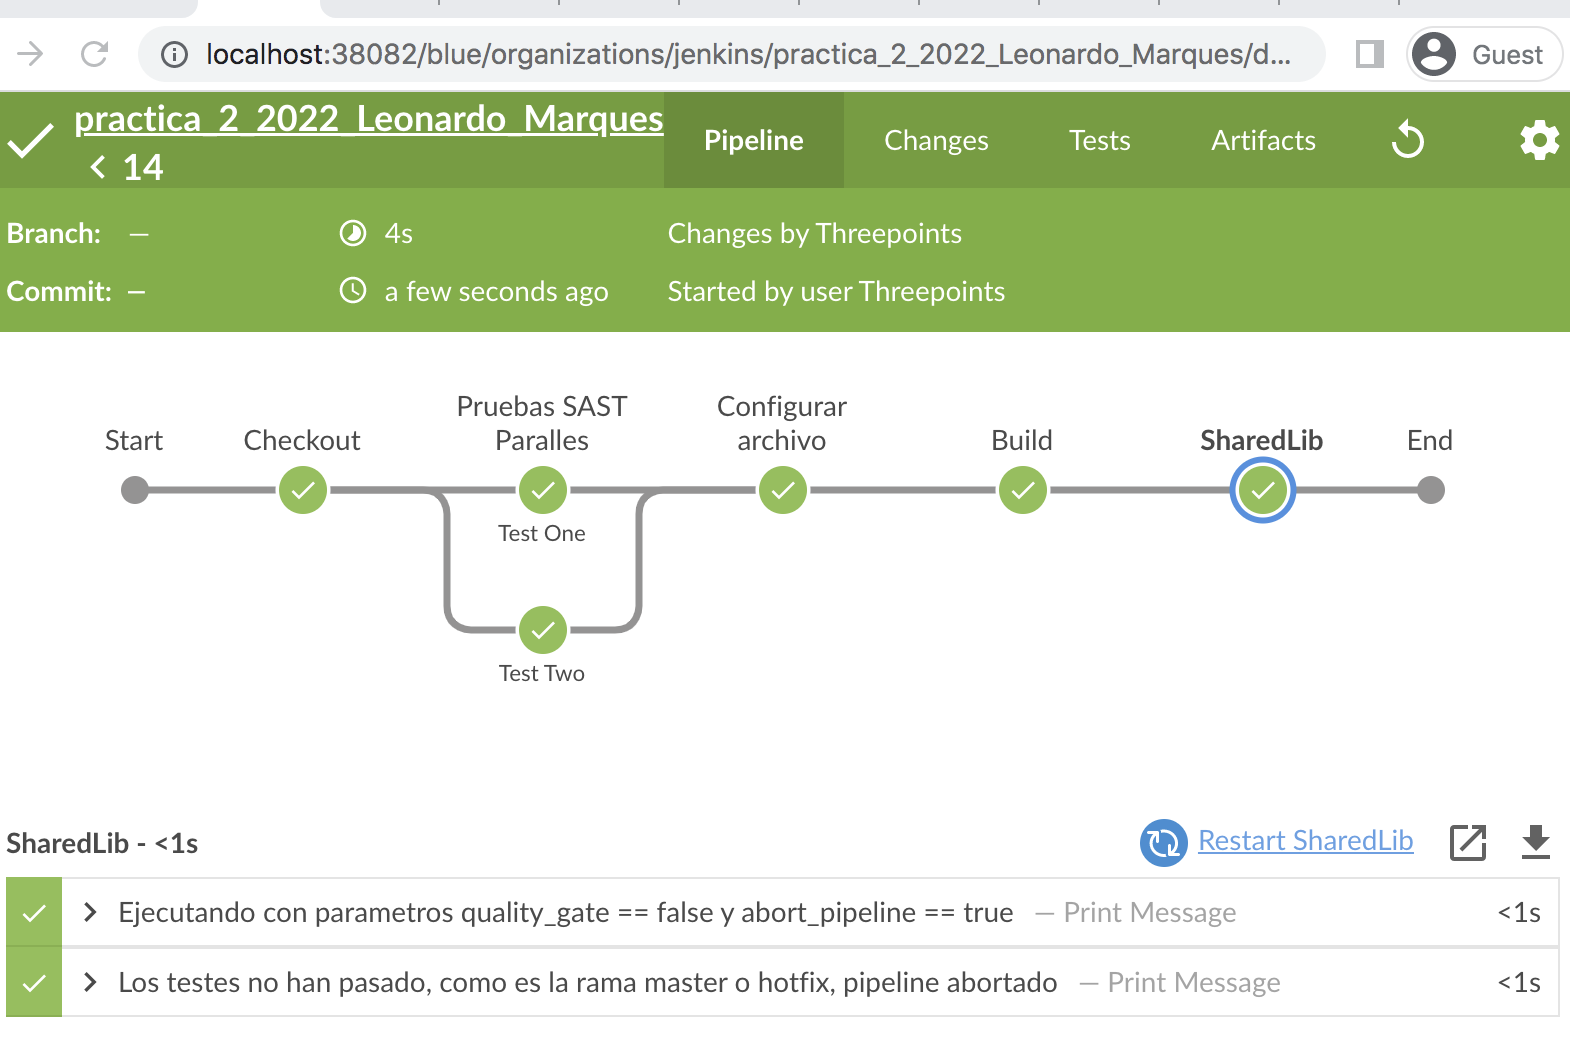 localhost:38082/blue/organizations/jenkins/practica_2_2022_Leonardo_Marques/d...
Guest
practica_2_2022_Leonardo_Marques
< 14
Pipeline
Changes
Tests
Artifacts
Branch: —
4s
Changes by Threepoints
Commit: —
a few seconds ago
Started by user Threepoints
Start
Checkout
Pruebas SAST
Paralles
Configurar
archivo
Build
SharedLib
End
Test One
Test Two
SharedLib - <1s
Restart SharedLib
Ejecutando con parametros quality_gate == false y abort_pipeline == true — Print Message <1s
Los testes no han pasado, como es la rama master o hotfix, pipeline abortado — Print Message <1s